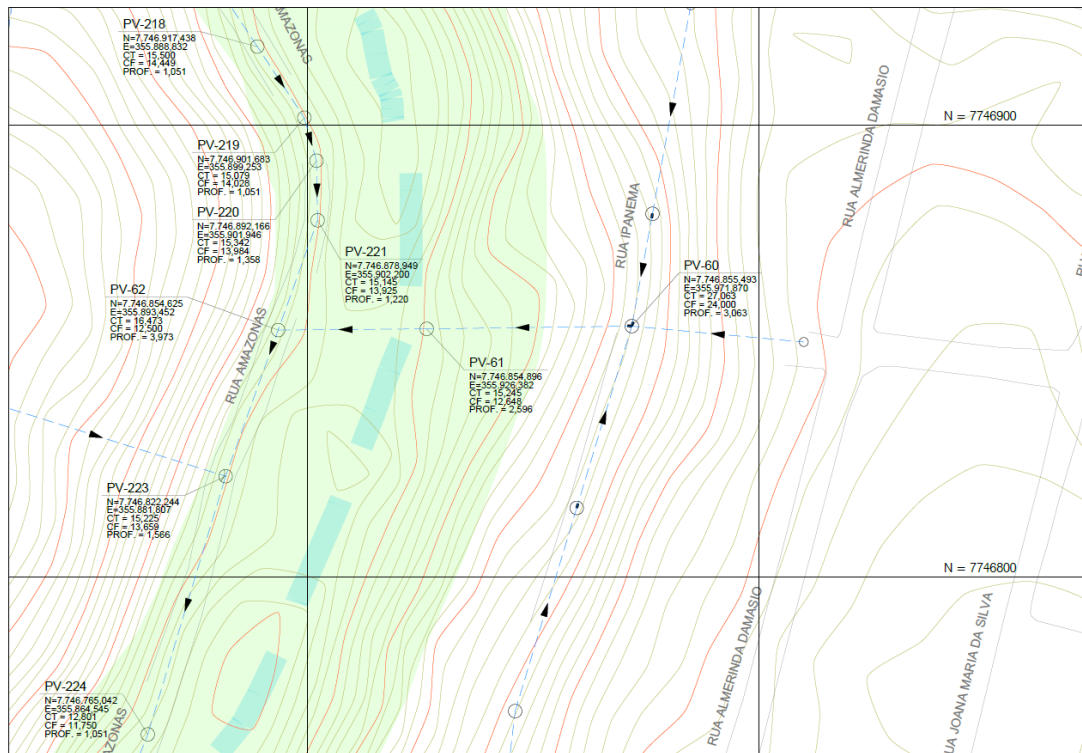 PV-218
N=7.746.917,438
E=355.888,832
CT = 15,500
CF = 14,449
PROF. = 1,051
AMAZONAS
PV-219
N=7.746.901,683
E=355.899,253
CT = 15,079
CF = 14,028
PROF. = 1,051
PV-220
N=7.746.892,166
E=355.901,946
CT = 15,342
CF = 13,984
PROF. = 1,358
PV-221
N=7.746.878,949
E=355.902,200
CT = 15,145
CF = 13,925
PROF. = 1,220
PV-62
N=7.746.854,625
E=355.893,452
CT = 16,473
CF = 12,500
PROF. = 3,973
RUA AMAZONAS
PV-61
N=7.746.854,896
E=355.926,382
CT = 15,245
CF = 12,648
PROF. = 2,596
RUA IPANEMA
PV-60
N=7.746.855,493
E=355.971,870
CT = 27,063
CF = 24,000
PROF. = 3,063
RUA ALMERINDA DAMASIO
N = 7746900
PV-223
N=7.746.822,244
E=355.881,807
CT = 15,225
CF = 13,659
PROF. = 1,566
N = 7746800
RUA ALMERINDA DAMASIO
UA JOANA MARIA DA SILVA
PV-224
N=7.746.765,042
E=355.864,545
CT = 12,801
CF = 11,750
PROF. = 1,051
AZONAS